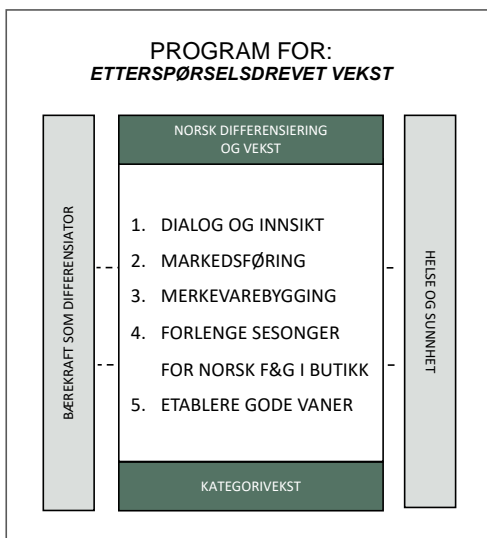 PROGRAM FOR:
ETTERSPØRSELSDREVET VEKST
BÆREKRAFT SOM DIFFERENSIATOR
NORSK DIFFERENSIERING
OG VEKST
1. DIALOG OG INNSIKT
2. MARKEDSFØRING
3. MERKEVAREBYGGING
4. FORLENGE SESONGER
FOR NORSK F&G I BUTIKK
5. ETABLERE GODE VANER
KATEGORIVEKST
HELSE OG SUNNHET